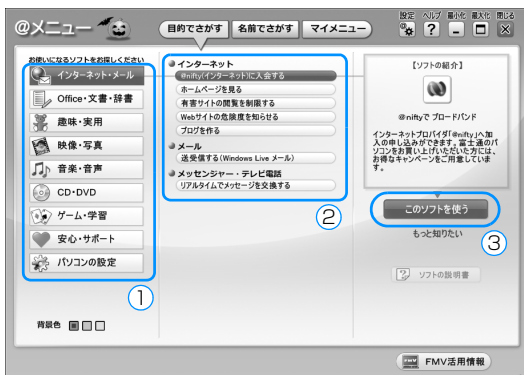 @メニュー
目的でさがす
名前でさがす
マイメニュー
設定 ヘルプ 最小化 最大化 閉じる
お使いになるソフトをお探しください
インターネット・メール
Office・文書・辞書
趣味・実用
映像・写真
音楽・音声
CD・DVD
ゲーム・学習
安心・サポート
パソコンの設定
①
背景色
インターネット
@nifty(インターネット)に入会する
ホームページを見る
有害サイトの閲覧を制限する
Webサイトの危険度を知らせる
ブログを作る
メール
送受信する(Windows Live メール)
メッセンジャー・テレビ電話
リアルタイムでメッセージを交換する
②
【ソフトの紹介】
@niftyで ブロードバンド
インターネットプロバイダ「@nifty」へ加
入の申し込みができます。富士通のパ
ソコンをお買い上げいただいた方には、
お得なキャンペーンをご用意していま
す。
このソフトを使う
③
もっと知りたい
ソフトの説明書
FMV活用情報